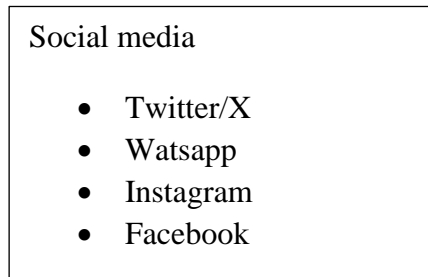 Social media
• Twitter/X
• Watsapp
• Instagram
• Facebook